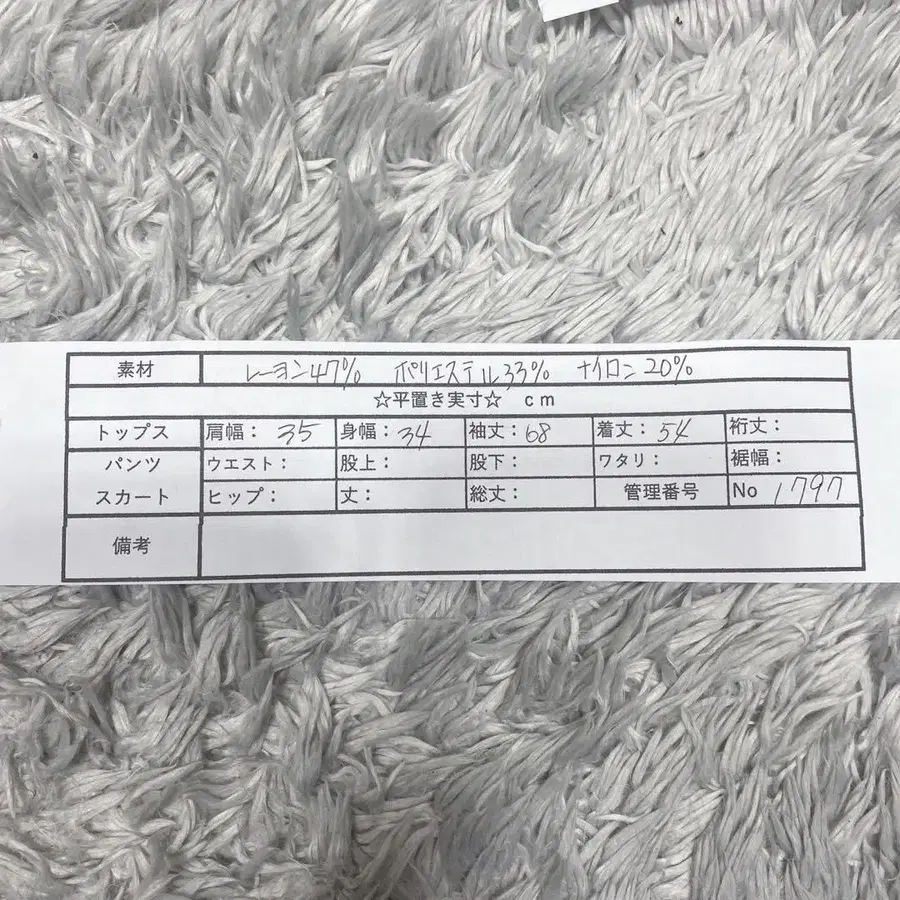 素材 レーヨン47% ポリエステル33% ナイロン20%
☆平置き実寸☆ cm
トップス 肩幅： 35 身幅： 34 袖丈： 68 着丈： 54 裄丈：
パンツ ウエスト： 股上： 股下： ワタリ： 裾幅：
スカート ヒップ： 丈： 総丈： 管理番号 No 1797
備考